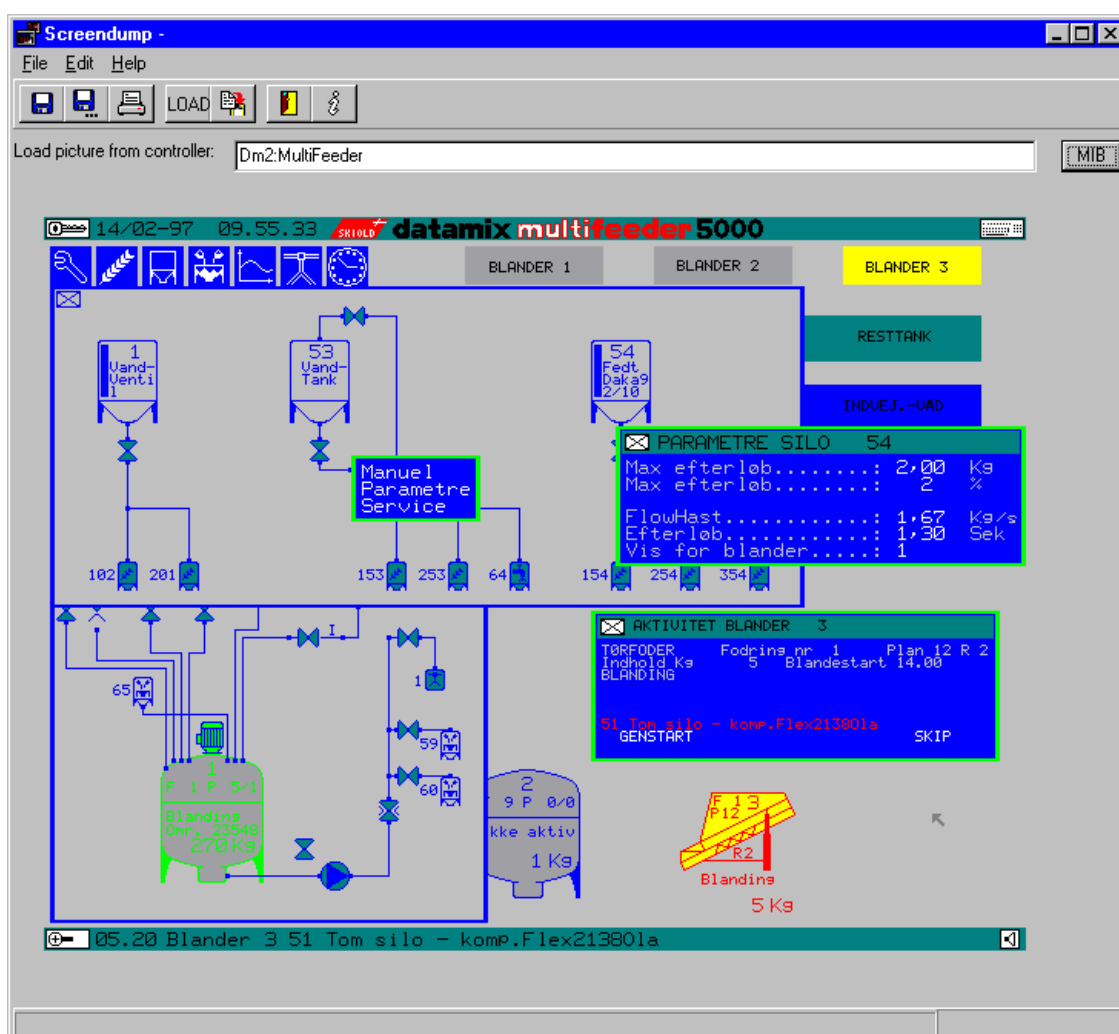 Screendump -
File Edit Help
LOAD
Load picture from controller: Dm2:MultiFeeder MIB
14/02-97 09.55.33 SKIOLD datamix multifeeder 5000
BLANDER 1 BLANDER 2 BLANDER 3
RESTTANK
INDVEJ.-VAD
1
Vand-
Venti
l
53
Vand-
Tank
54
Fedt
Daka9
2/10
PARAMETRE SILO 54
Max efterløb........: 2,00 Kg
Max efterløb........: 2 %
FlowHast............: 1,67 Kg/s
Efterløb............: 1,30 Sek
Vis for blander.....: 1
Manuel
Parametre
Service
102 201 153 253 64 154 254 354
AKTIVITET BLANDER 3
TØRFODER Fodring nr 1 Plan 12 R 2
Indhold Kg 5 Blandestart 14.00
BLANDING
51 Tom silo - komp.Flex21380la
GENSTART SKIP
I
65
1
59
60
1
F 1 P 5/1
Blanding
Omr. 23548
270 Kg
2
9 P 0/0
kke aktiv
1 Kg
F 1 3
P12
R2
Blanding
5 Kg
05.20 Blander 3 51 Tom silo - komp.Flex21380la